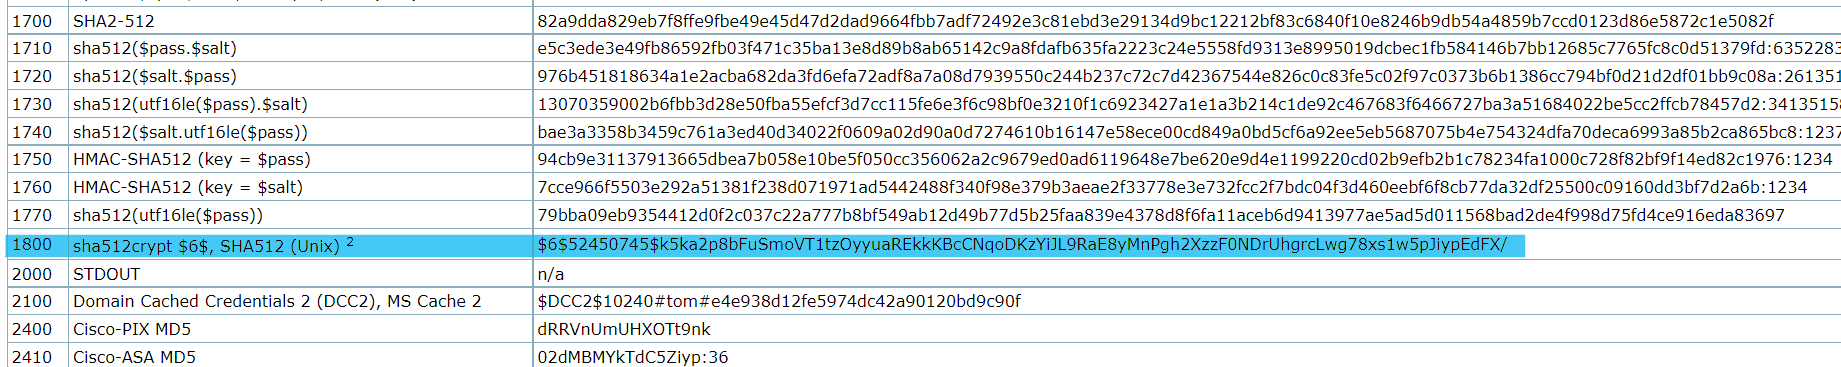 1700 SHA2-512 82a9dda829eb7f8ffe9fbe49e45d47d2dad9664fbb7adf72492e3c81ebd3e29134d9bc12212bf83c6840f10e8246b9db54a4859b7ccd0123d86e5872c1e5082f
1710 sha512($pass.$salt) e5c3ede3e49fb86592fb03f471c35ba13e8d89b8ab65142c9a8fdafb635fa2223c24e5558fd9313e8995019dcbec1fb584146b7bb12685c7765fc8c0d51379fd:6352283
1720 sha512($salt.$pass) 976b451818634a1e2acba682da3fd6efa72adf8a7a08d7939550c244b237c72c7d42367544e826c0c83fe5c02f97c0373b6b1386cc794bf0d21d2df01bb9c08a:261351
1730 sha512(utf16le($pass).$salt) 13070359002b6fbb3d28e50fba55efcf3d7cc115fe6e3f6c98bf0e3210f1c6923427a1e1a3b214c1de92c467683f6466727ba3a51684022be5cc2ffcb78457d2:34135158
1740 sha512($salt.utf16le($pass)) bae3a3358b3459c761a3ed40d34022f0609a02d90a0d7274610b16147e58ece00cd849a0bd5cf6a92ee5eb5687075b4e754324dfa70deca6993a85b2ca865bc8:1237
1750 HMAC-SHA512 (key = $pass) 94cb9e31137913665dbea7b058e10be5f050cc356062a2c9679ed0ad6119648e7be620e9d4e1199220cd02b9efb2b1c78234fa1000c728f82bf9f14ed82c1976:1234
1760 HMAC-SHA512 (key = $salt) 7cce966f5503e292a51381f238d071971ad5442488f340f98e379b3aeae2f33778e3e732fcc2f7bdc04f3d460eebf6f8cb77da32df25500c09160dd3bf7d2a6b:1234
1770 sha512(utf16le($pass)) 79bba09eb9354412d0f2c037c22a777b8bf549ab12d49b77d5b25faa839e4378d8f6fa11aceb6d9413977ae5ad5d011568bad2de4f998d75fd4ce916eda83697
1800 sha512crypt $6$, SHA512 (Unix) 2 $6$52450745$k5ka2p8bFuSmoVT1tzOyyuaREkkKBcCNqoDKzYiJL9RaE8yMnPgh2XzzF0NDrUhgrcLwg78xs1w5pJiypEdFX/
2000 STDOUT n/a
2100 Domain Cached Credentials 2 (DCC2), MS Cache 2 $DCC2$10240#tom#e4e938d12fe5974dc42a90120bd9c90f
2400 Cisco-PIX MD5 dRRVnUmUHXOTt9nk
2410 Cisco-ASA MD5 02dMBMYkTdC5Ziyp:36